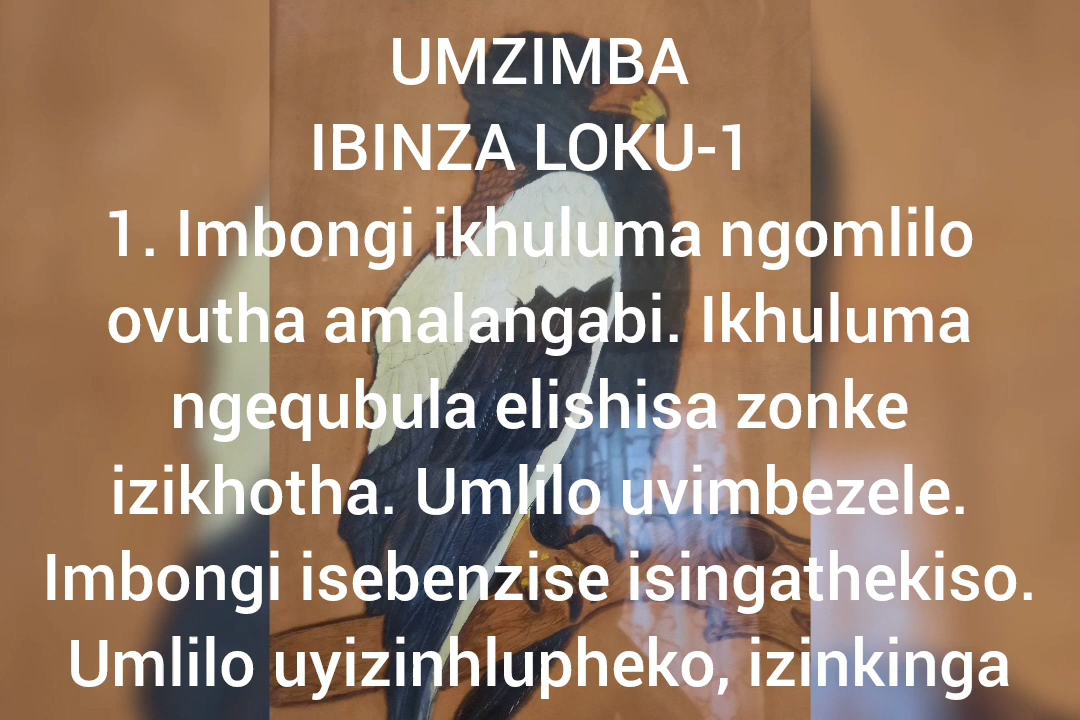 UMZIMBA
IBINZA LOKU-1
1. Imbongi ikhuluma ngomlilo
ovutha amalangabi. Ikhuluma
ngequbula elishisa zonke
izikhotha. Umlilo uvimbezele.
Imbongi isebenzise isingathekiso.
Umlilo uyizinhlupheko, izinkinga